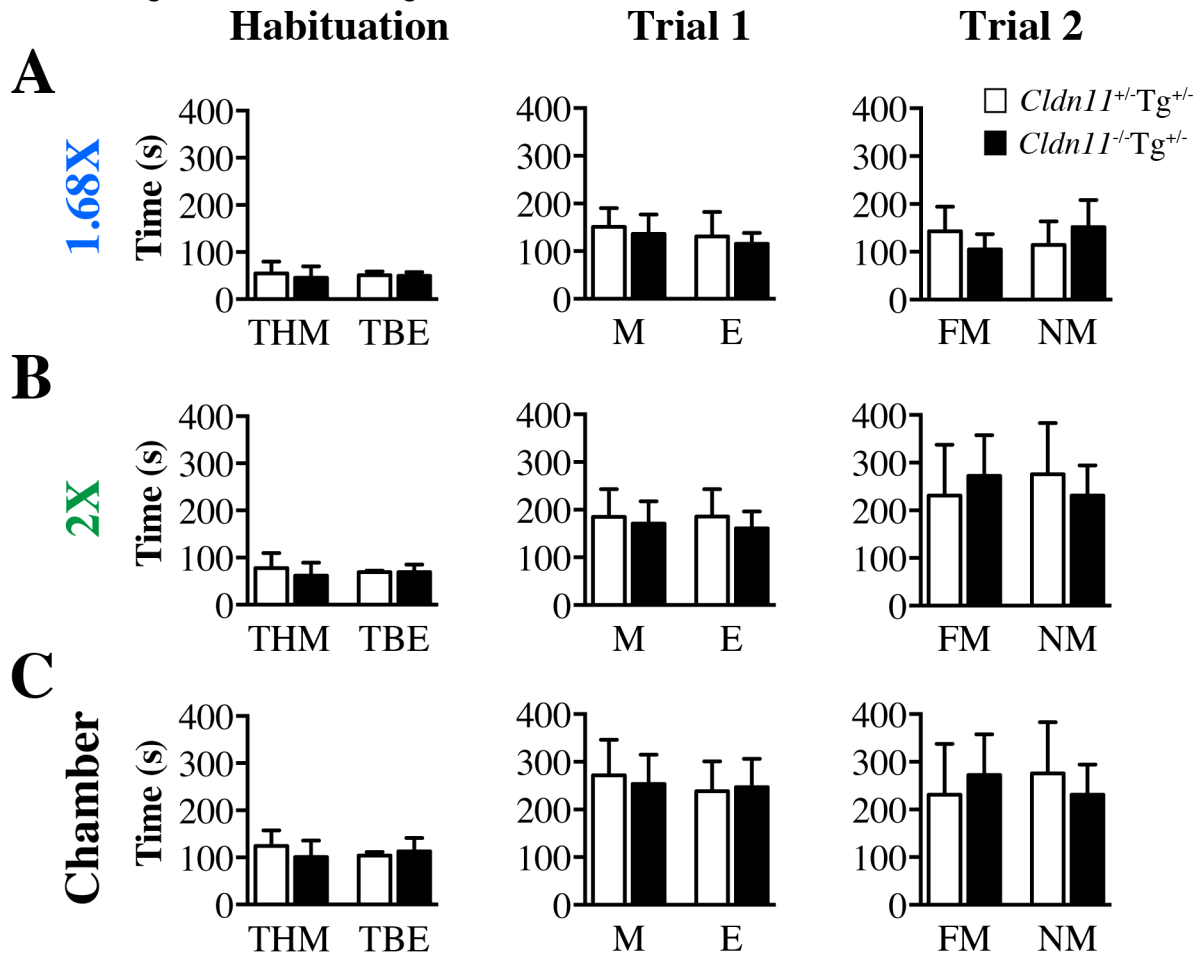 Habituation Trial 1 Trial 2
A
Cldn11+/-Tg+/-
Cldn11-/-Tg+/-
1.68X
Time (s)
400 400 400
300 300 300
200 200 200
100 100 100
0 0 0
THM TBE M E FM NM
B
2X
Time (s)
400 400 400
300 300 300
200 200 200
100 100 100
0 0 0
THM TBE M E FM NM
C
Chamber
Time (s)
400 400 400
300 300 300
200 200 200
100 100 100
0 0 0
THM TBE M E FM NM